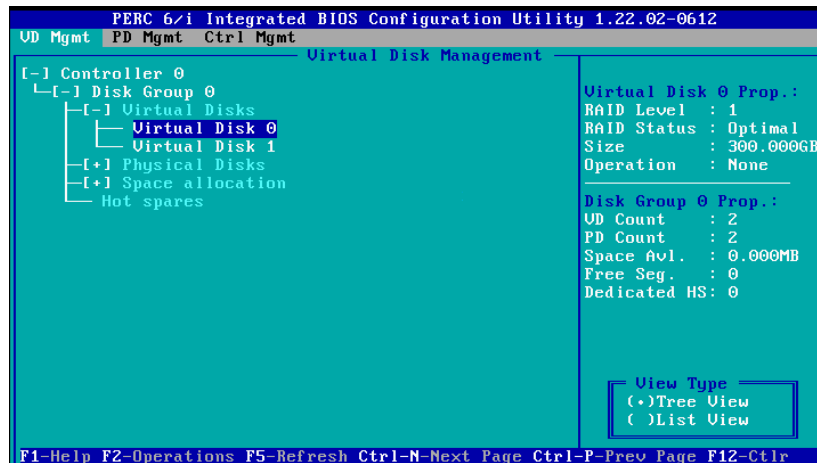 PERC 6/i Integrated BIOS Configuration Utility 1.22.02-0612
VD Mgmt PD Mgmt Ctrl Mgmt
Virtual Disk Management
[-] Controller 0
[-] Disk Group 0
[-] Virtual Disks
Virtual Disk 0
Virtual Disk 1
[+] Physical Disks
[+] Space allocation
Hot spares
Virtual Disk 0 Prop.:
RAID Level : 1
RAID Status : Optimal
Size : 300.000GB
Operation : None
Disk Group 0 Prop.:
VD Count : 2
PD Count : 2
Space Avl. : 0.000MB
Free Seg. : 0
Dedicated HS: 0
View Type
(•)Tree View
( )List View
F1-Help F2-Operations F5-Refresh Ctrl-N-Next Page Ctrl-P-Prev Page F12-Ctlr